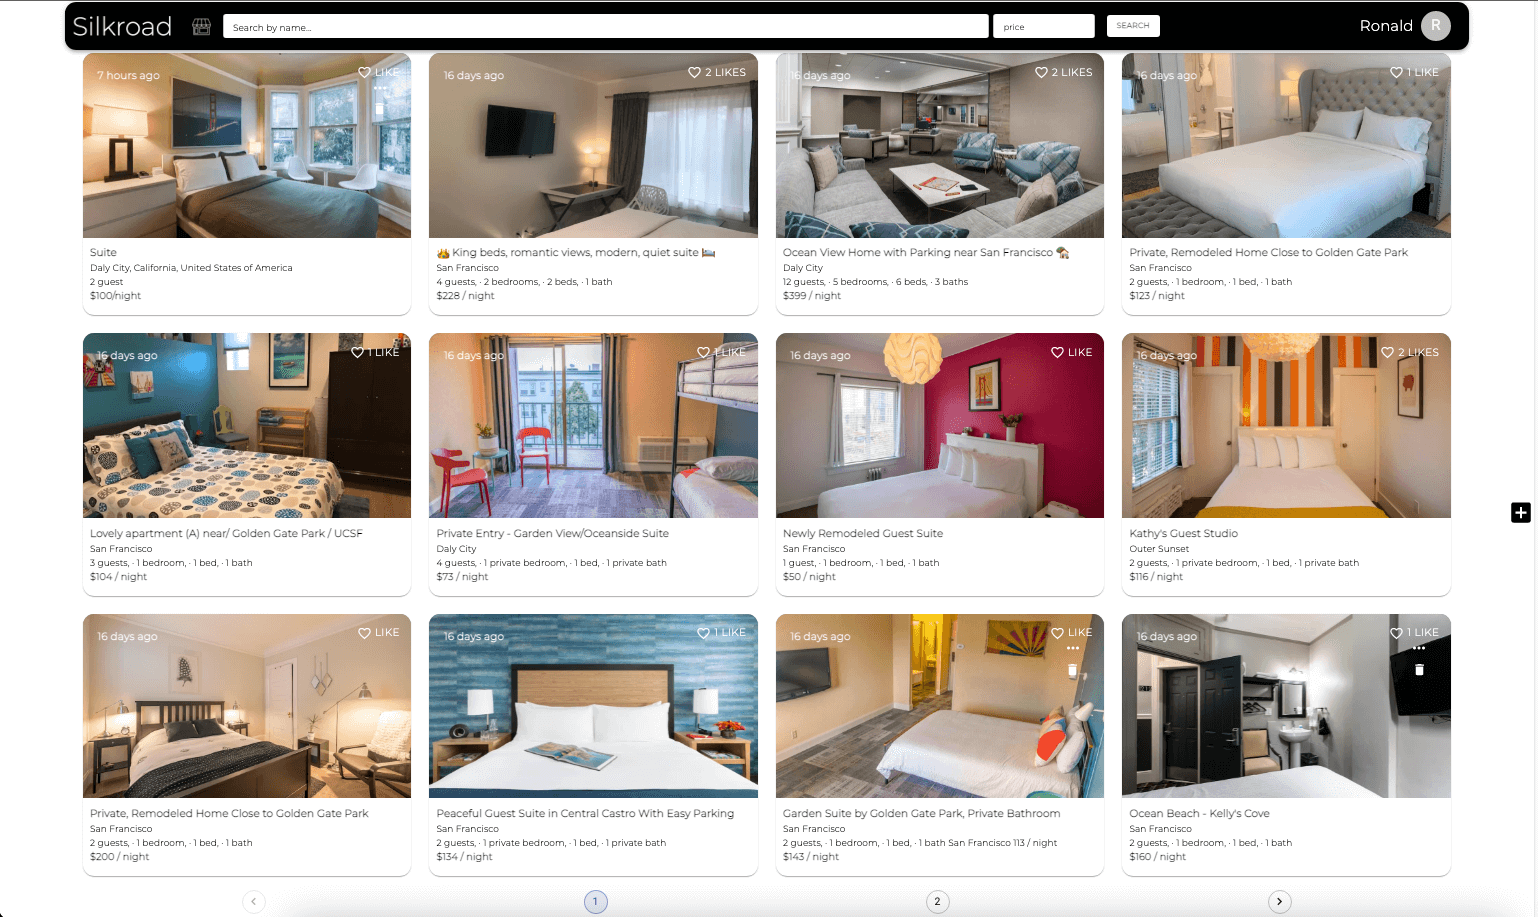 Silkroad
Search by name...
price
SEARCH
Ronald
R
7 hours ago
LIKE
Suite
Daly City, California, United States of America
2 guest
$100/night
16 days ago
2 LIKES
🏕️ King beds, romantic views, modern, quiet suite 🛌
San Francisco
4 guests, · 2 bedrooms, · 2 beds, · 1 bath
$228 / night
16 days ago
2 LIKES
Ocean View Home with Parking near San Francisco 🏡
Daly City
12 guests, · 5 bedrooms, · 6 beds, · 3 baths
$399 / night
16 days ago
1 LIKE
Private, Remodeled Home Close to Golden Gate Park
San Francisco
2 guests, · 1 bedroom, · 1 bed, · 1 bath
$123 / night
16 days ago
1 LIKE
Lovely apartment (A) near/ Golden Gate Park / UCSF
San Francisco
3 guests, · 1 bedroom, · 1 bed, · 1 bath
$104 / night
16 days ago
1 LIKE
Private Entry - Garden View/Oceanside Suite
Daly City
4 guests, · 1 private bedroom, · 1 bed, · 1 private bath
$73 / night
16 days ago
LIKE
Newly Remodeled Guest Suite
San Francisco
1 guest, · 1 bedroom, · 1 bed, · 1 bath
$50 / night
16 days ago
2 LIKES
Kathy's Guest Studio
Outer Sunset
2 guests, · 1 private bedroom, · 1 bed, · 1 private bath
$116 / night
16 days ago
LIKE
Private, Remodeled Home Close to Golden Gate Park
San Francisco
2 guests, · 1 bedroom, · 1 bed, · 1 bath
$200 / night
16 days ago
1 LIKE
Peaceful Guest Suite in Central Castro With Easy Parking
San Francisco
2 guests, · 1 private bedroom, · 1 bed, · 1 private bath
$134 / night
16 days ago
LIKE
Garden Suite by Golden Gate Park, Private Bathroom
San Francisco
2 guests, · 1 bedroom, · 1 bed, · 1 bath San Francisco 113 / night
$143 / night
16 days ago
1 LIKE
Ocean Beach - Kelly's Cove
San Francisco
2 guests, · 1 bedroom, · 1 bed, · 1 bath
$160 / night
1
2